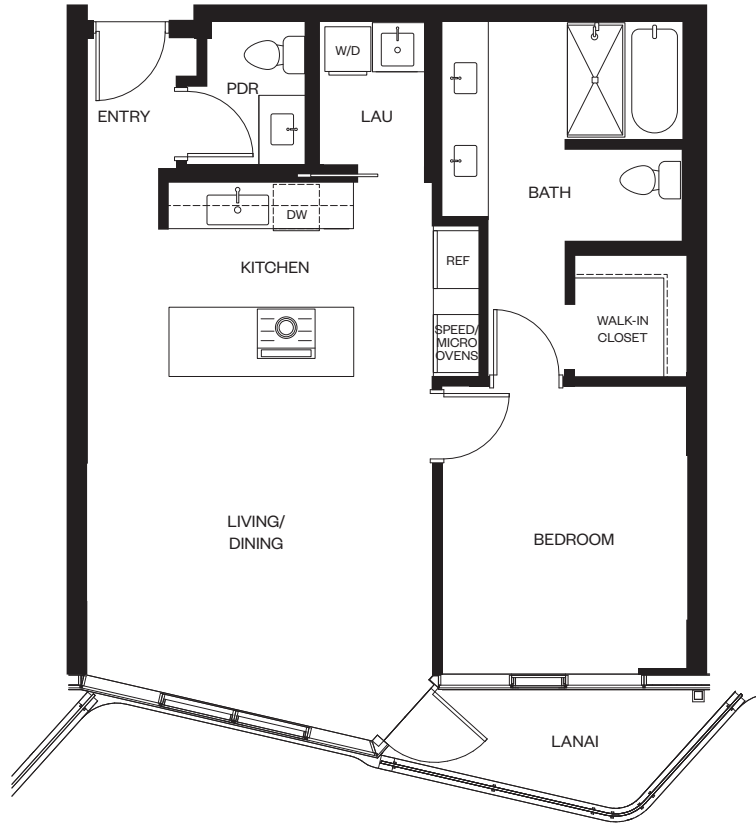 ENTRY
PDR
W/D
LAU
BATH
DW
KITCHEN
REF
SPEED/
MICRO
OVENS
WALK-IN
CLOSET
LIVING/
DINING
BEDROOM
LANAI